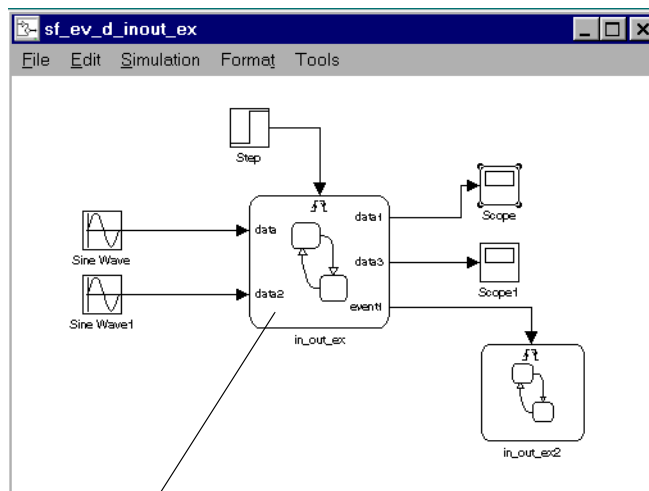 sf_ev_d_inout_ex
File Edit Simulation Format Tools
Step
data1
Scope
data
Sine Wave
data3
Scope1
data2
Sine Wave1
event1
in_out_ex
in_out_ex2